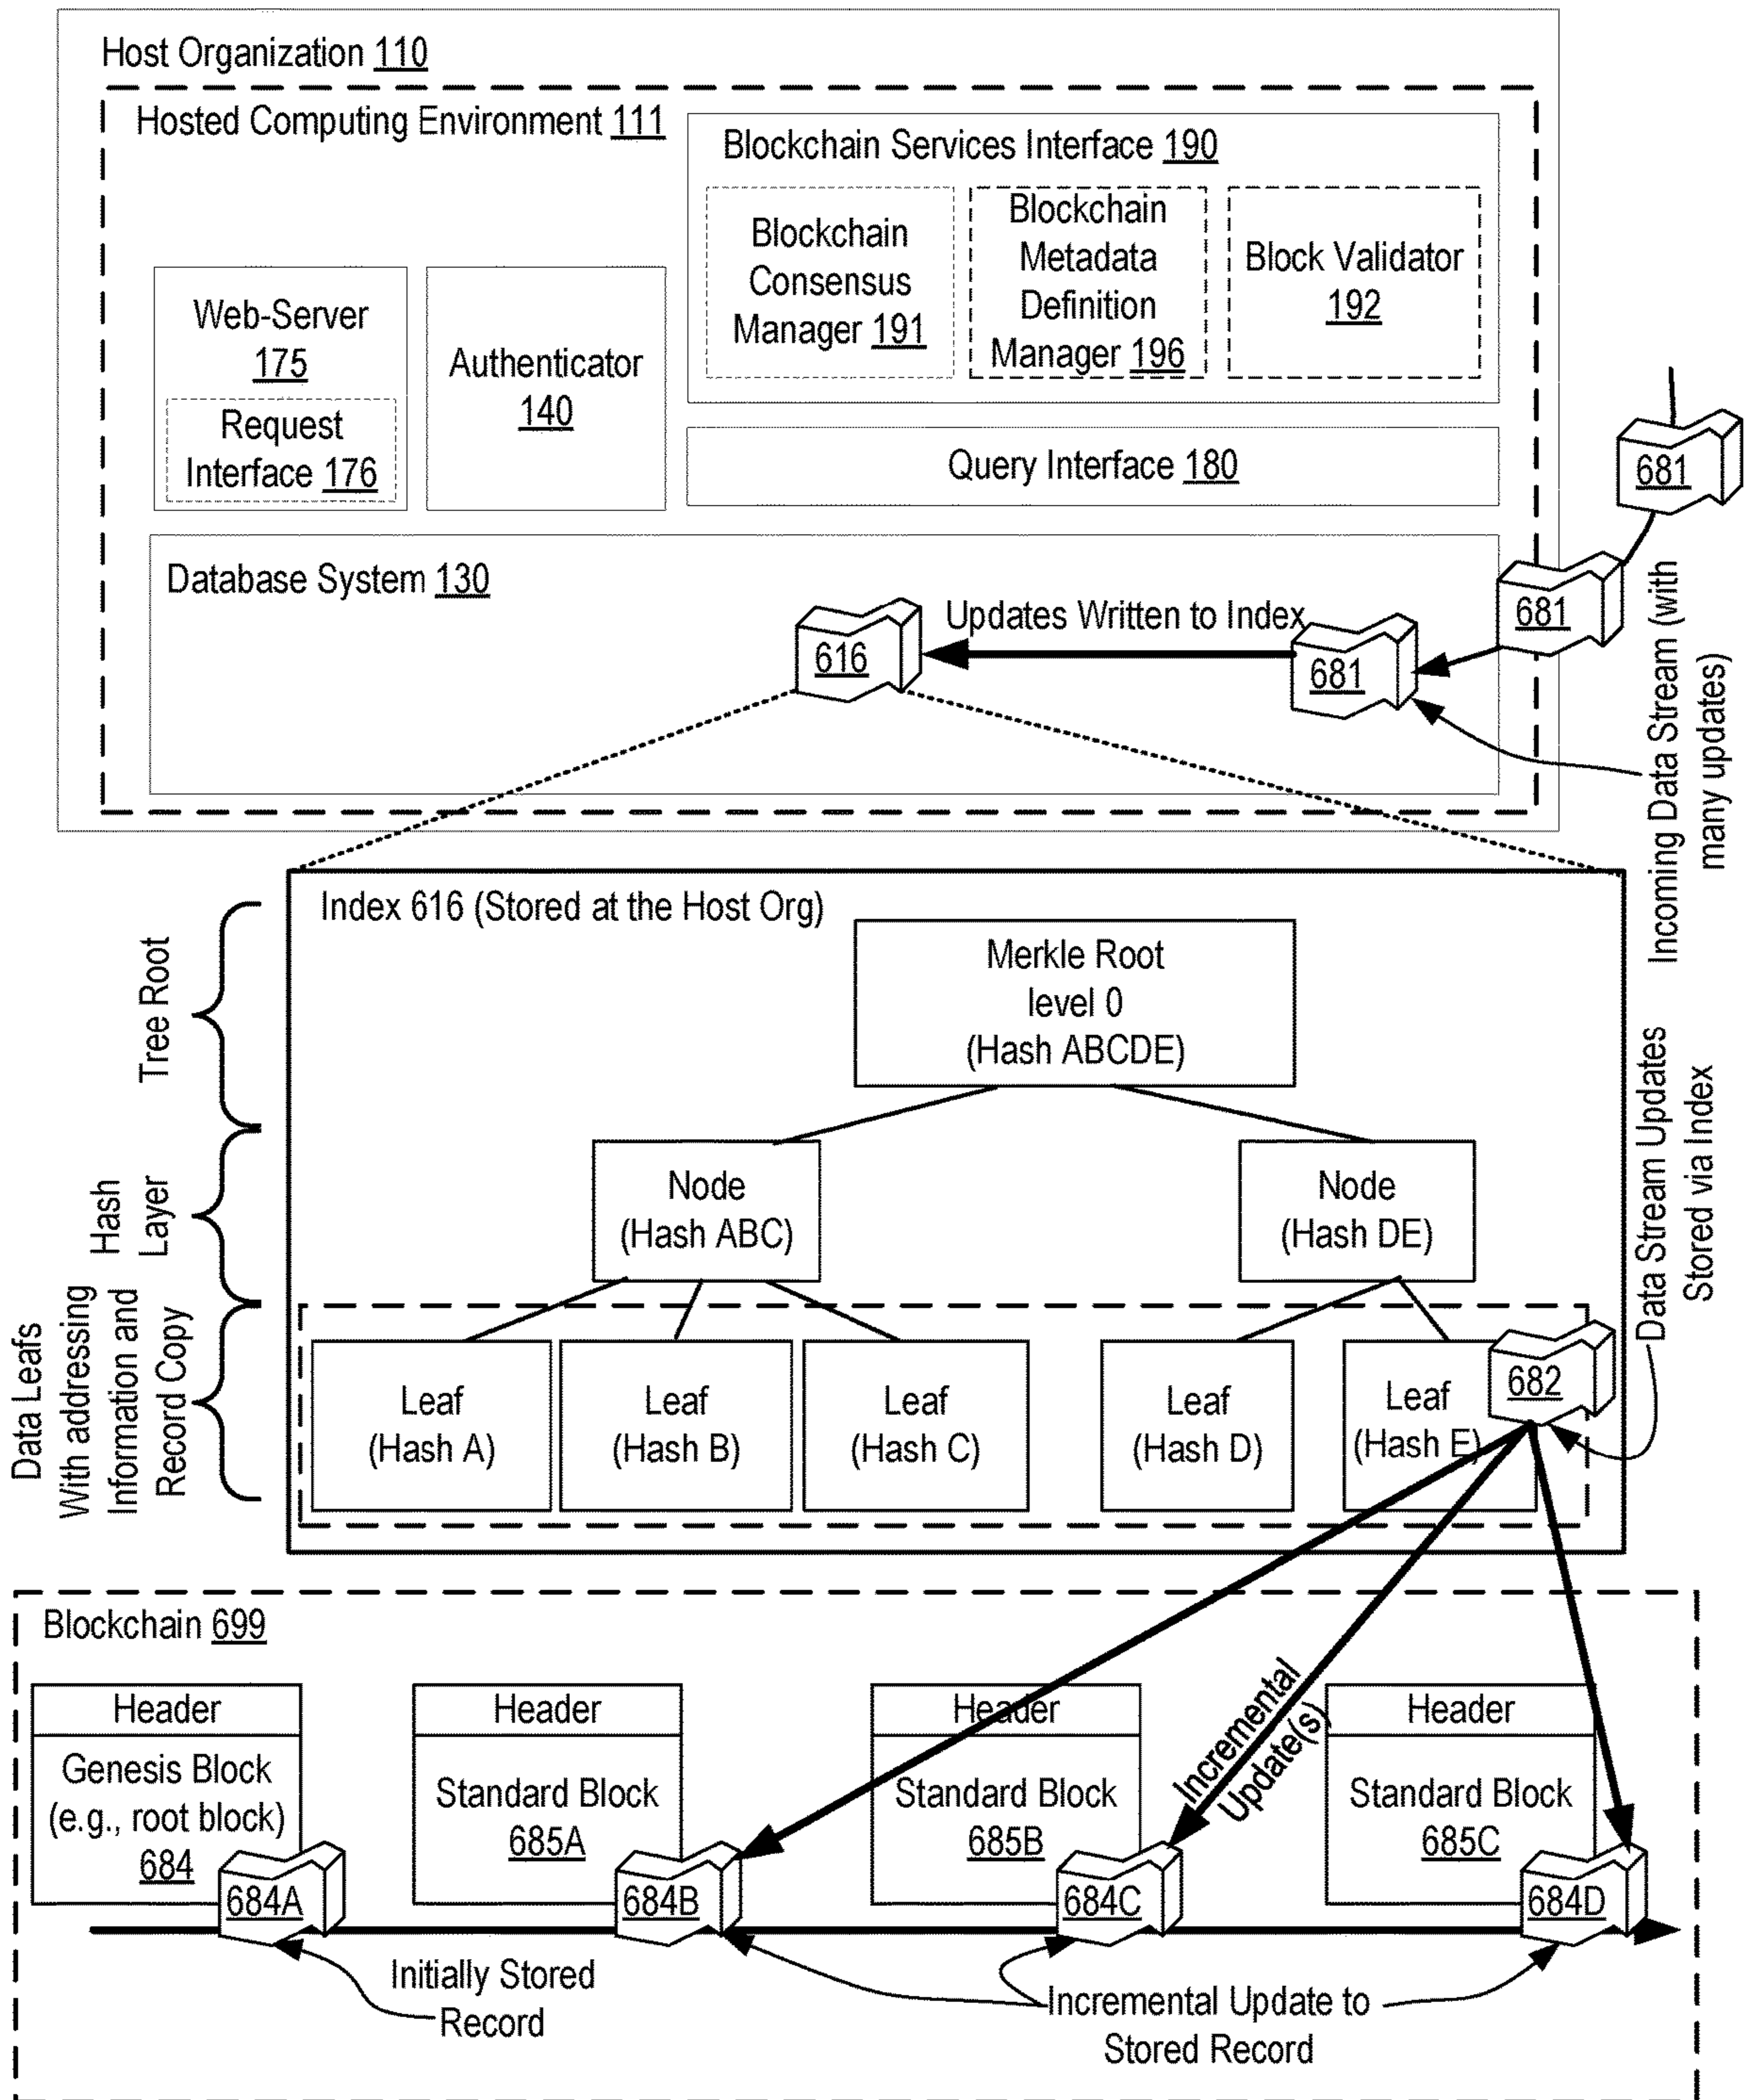 Host Organization 110
Hosted Computing Environment 111
Blockchain Services Interface 190
Blockchain
Consensus
Manager 191
Blockchain
Metadata
Definition
Manager 196
Block Validator
192
Web-Server
175
Request
Interface 176
Authenticator
140
Query Interface 180
681
681
Database System 130
Updates Written to Index
616
681
Incoming Data Stream (with
many updates)
Index 616 (Stored at the Host Org)
Tree Root
Merkle Root
level 0
(Hash ABCDE)
Data Stream Updates
Stored via Index
Hash
Layer
Node
(Hash ABC)
Node
(Hash DE)
Data Leafs
With addressing
Information and
Record Copy
Leaf
(Hash A)
Leaf
(Hash B)
Leaf
(Hash C)
Leaf
(Hash D)
Leaf
(Hash E)
682
Blockchain 699
Header
Genesis Block
(e.g., root block)
684
684A
Header
Standard Block
685A
684B
Header
Standard Block
685B
684C
Incremental
Update(s)
Header
Standard Block
685C
684D
Initially Stored
Record
Incremental Update to
Stored Record